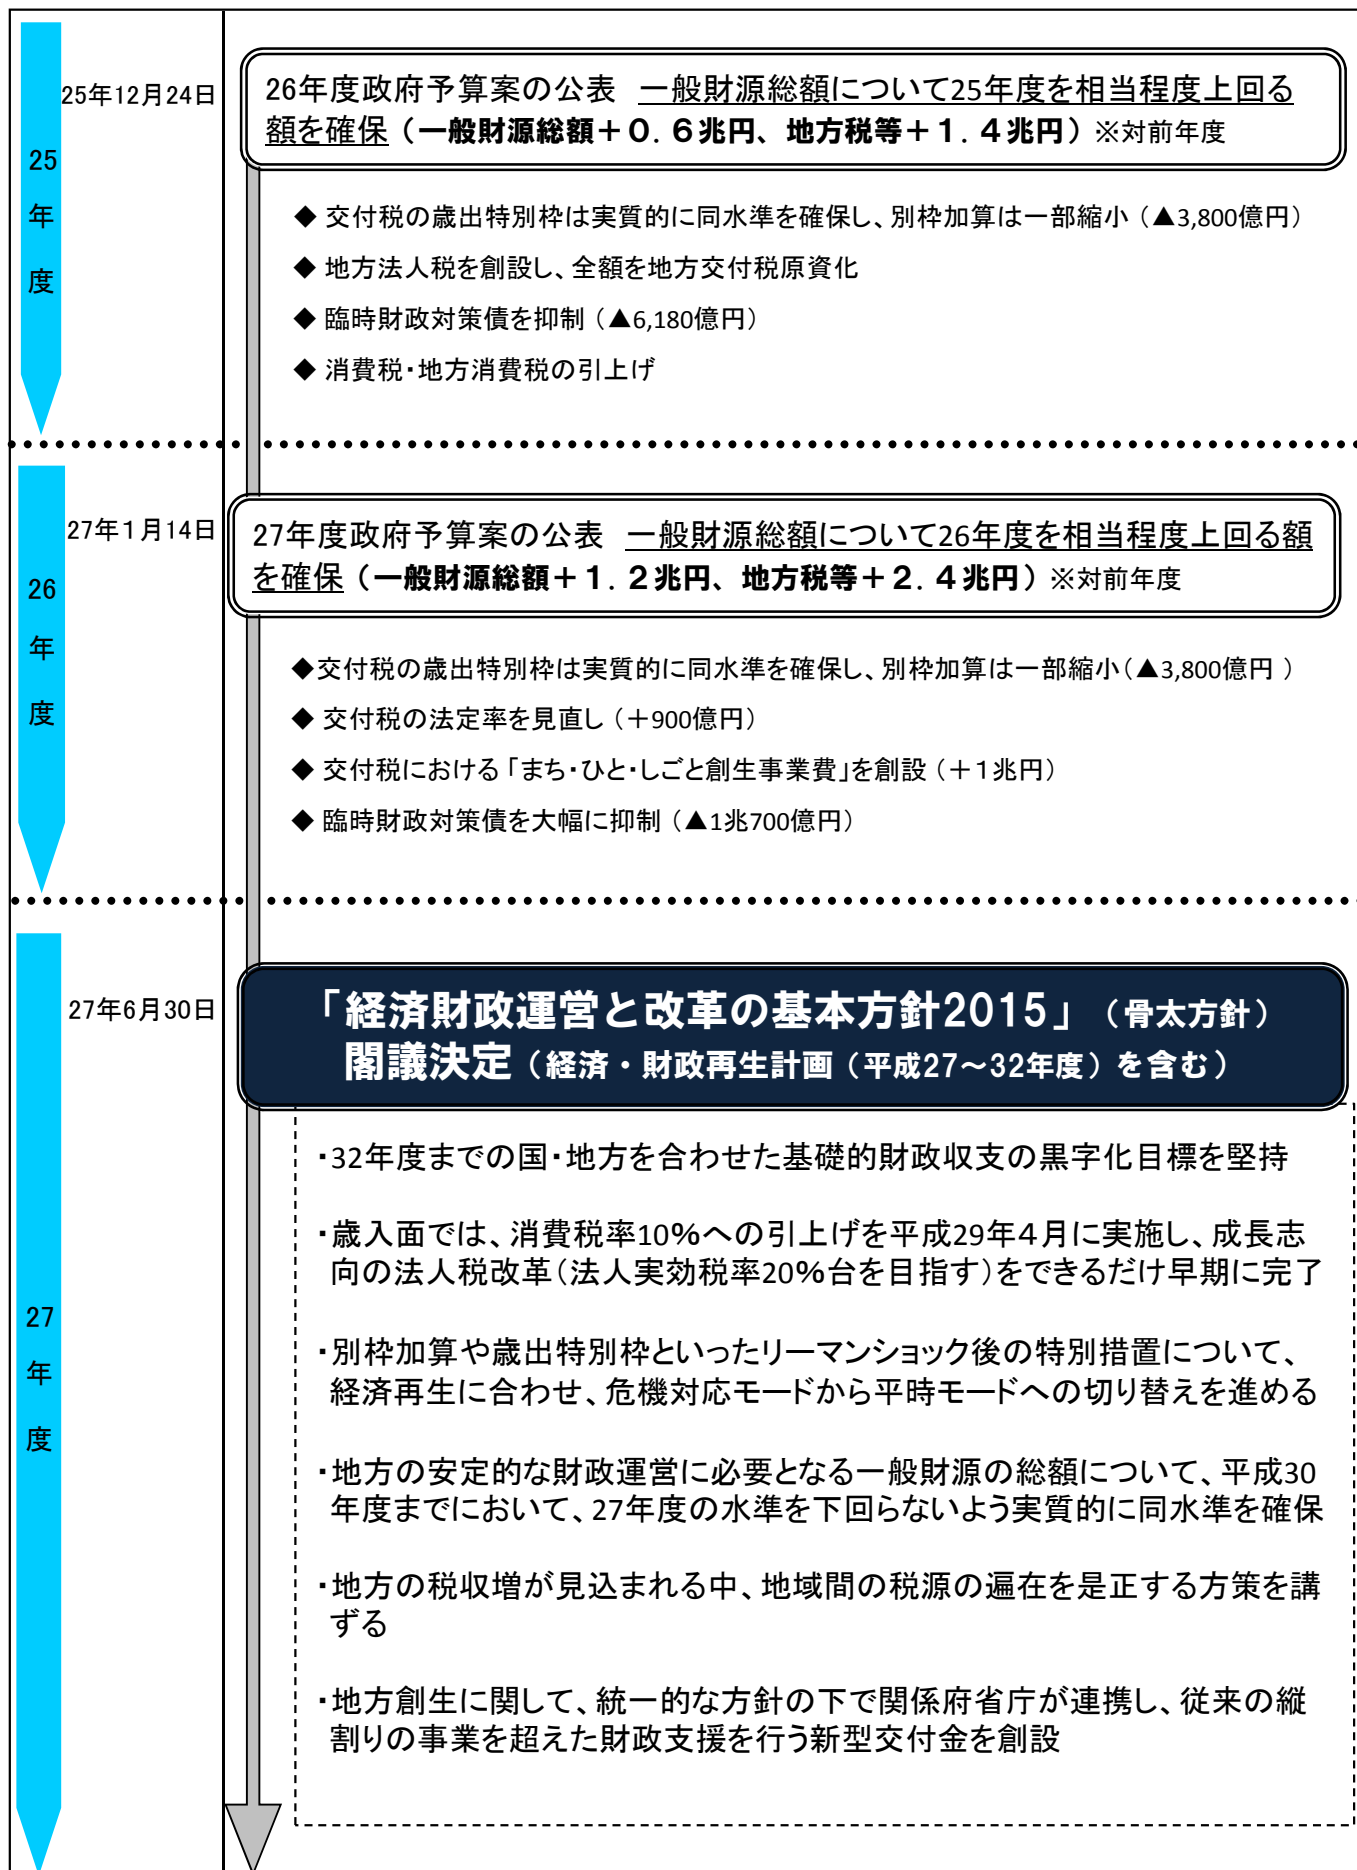 25年度
25年12月24日
26年度政府予算案の公表　一般財源総額について25年度を相当程度上回る
額を確保（一般財源総額＋０．６兆円、地方税等＋１．４兆円）※対前年度
◆ 交付税の歳出特別枠は実質的に同水準を確保し、別枠加算は一部縮小（▲3,800億円）
◆ 地方法人税を創設し、全額を地方交付税原資化
◆ 臨時財政対策債を抑制（▲6,180億円）
◆ 消費税・地方消費税の引上げ
26年度
27年１月14日
27年度政府予算案の公表　一般財源総額について26年度を相当程度上回る額
を確保（一般財源総額＋１．２兆円、地方税等＋２．４兆円）※対前年度
◆交付税の歳出特別枠は実質的に同水準を確保し、別枠加算は一部縮小（▲3,800億円 ）
◆ 交付税の法定率を見直し（＋900億円）
◆ 交付税における「まち・ひと・しごと創生事業費」を創設（＋１兆円）
◆ 臨時財政対策債を大幅に抑制（▲1兆700億円）
27年度
27年6月30日
「経済財政運営と改革の基本方針2015」（骨太方針）
閣議決定（経済・財政再生計画（平成27～32年度）を含む）
・32年度までの国・地方を合わせた基礎的財政収支の黒字化目標を堅持
・歳入面では、消費税率10％への引上げを平成29年４月に実施し、成長志
向の法人税改革（法人実効税率20％台を目指す）をできるだけ早期に完了
・別枠加算や歳出特別枠といったリーマンショック後の特別措置について、
経済再生に合わせ、危機対応モードから平時モードへの切り替えを進める
・地方の安定的な財政運営に必要となる一般財源の総額について、平成30
年度までにおいて、27年度の水準を下回らないよう実質的に同水準を確保
・地方の税収増が見込まれる中、地域間の税源の遍在を是正する方策を講
ずる
・地方創生に関して、統一的な方針の下で関係府省庁が連携し、従来の縦
割りの事業を超えた財政支援を行う新型交付金を創設